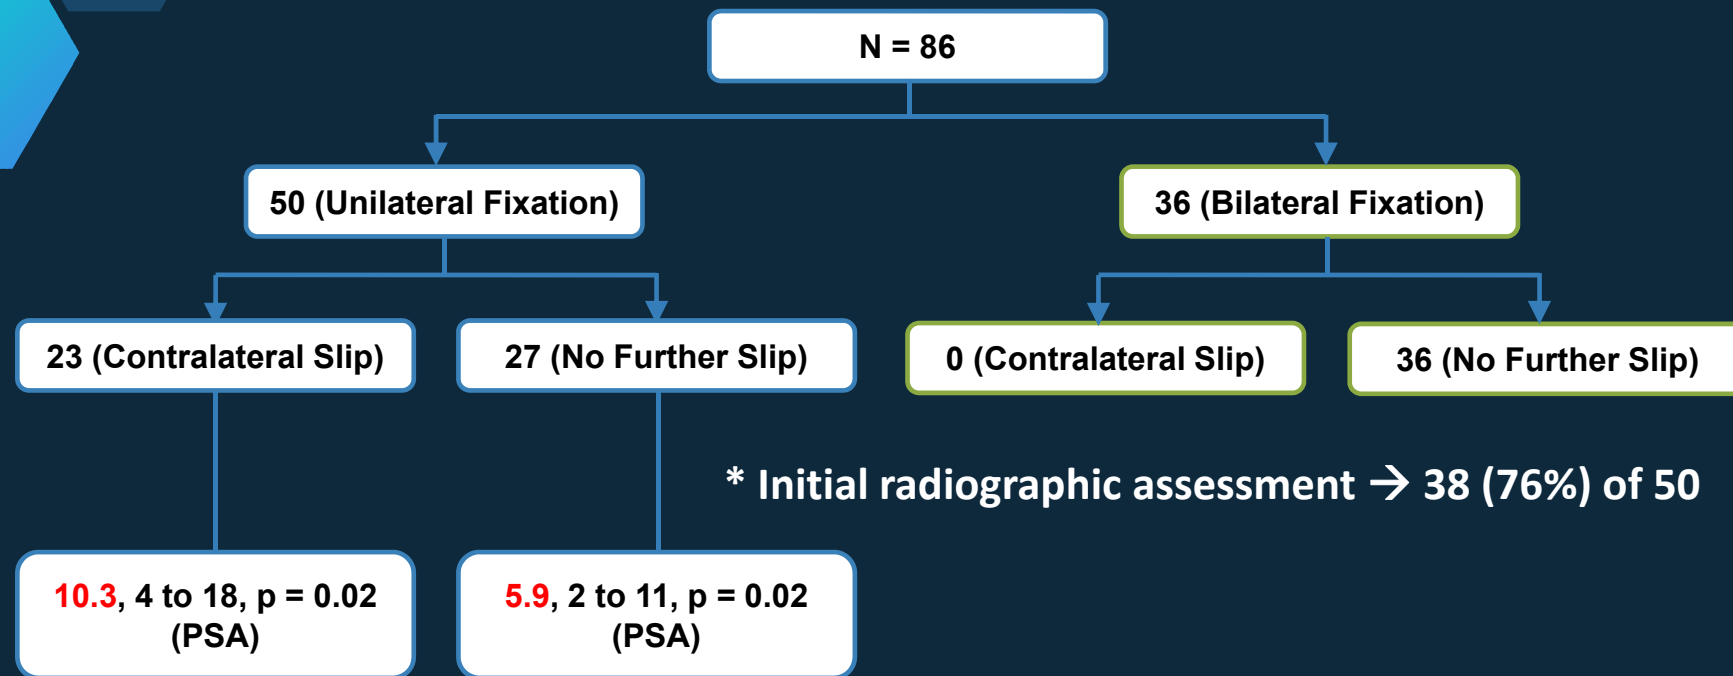 N = 86
50 (Unilateral Fixation)
36 (Bilateral Fixation)
23 (Contralateral Slip)
27 (No Further Slip)
0 (Contralateral Slip)
36 (No Further Slip)
* Initial radiographic assessment → 38 (76%) of 50
10.3, 4 to 18, p = 0.02
(PSA)
5.9, 2 to 11, p = 0.02
(PSA)